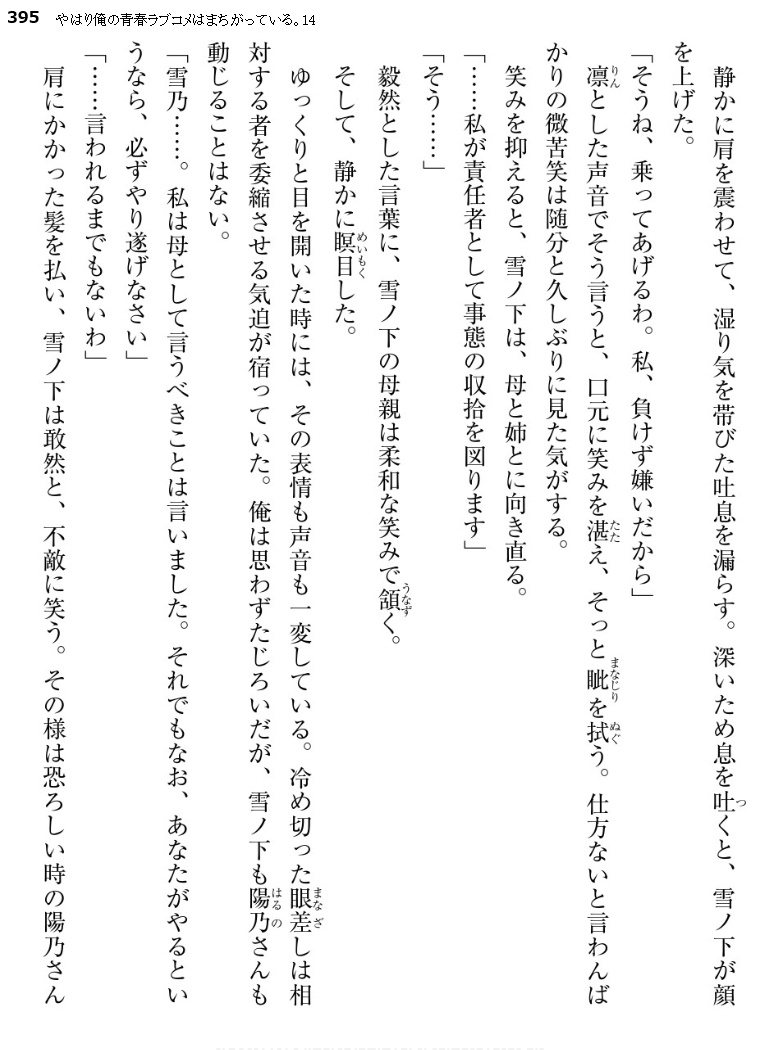 395 やはり俺の青春ラブコメはまちがっている。14
　静かに肩を震わせて、湿り気を帯びた吐息を漏らす。深いため息を吐くと、雪ノ下が顔
を上げた。
「そうね、乗ってあげるわ。私、負けず嫌いだから」
　凛とした声音でそう言うと、口元に笑みを湛え、そっと眦を拭う。仕方ないと言わんば
かりの微苦笑は随分と久しぶりに見た気がする。
　笑みを抑えると、雪ノ下は、母と姉とに向き直る。
「……私が責任者として事態の収拾を図ります」
「そう……」
　毅然とした言葉に、雪ノ下の母親は柔和な笑みで頷く。
　そして、静かに瞑目した。
　ゆっくりと目を開いた時には、その表情も声音も一変している。冷め切った眼差しは相
対する者を委縮させる気迫が宿っていた。俺は思わずたじろいだが、雪ノ下も陽乃さんも
動じることはない。
「雪乃……。私は母として言うべきことは言いました。それでもなお、あなたがやるとい
うなら、必ずやり遂げなさい」
「……言われるまでもないわ」
　肩にかかった髪を払い、雪ノ下は敢然と、不敵に笑う。その様は恐ろしい時の陽乃さん